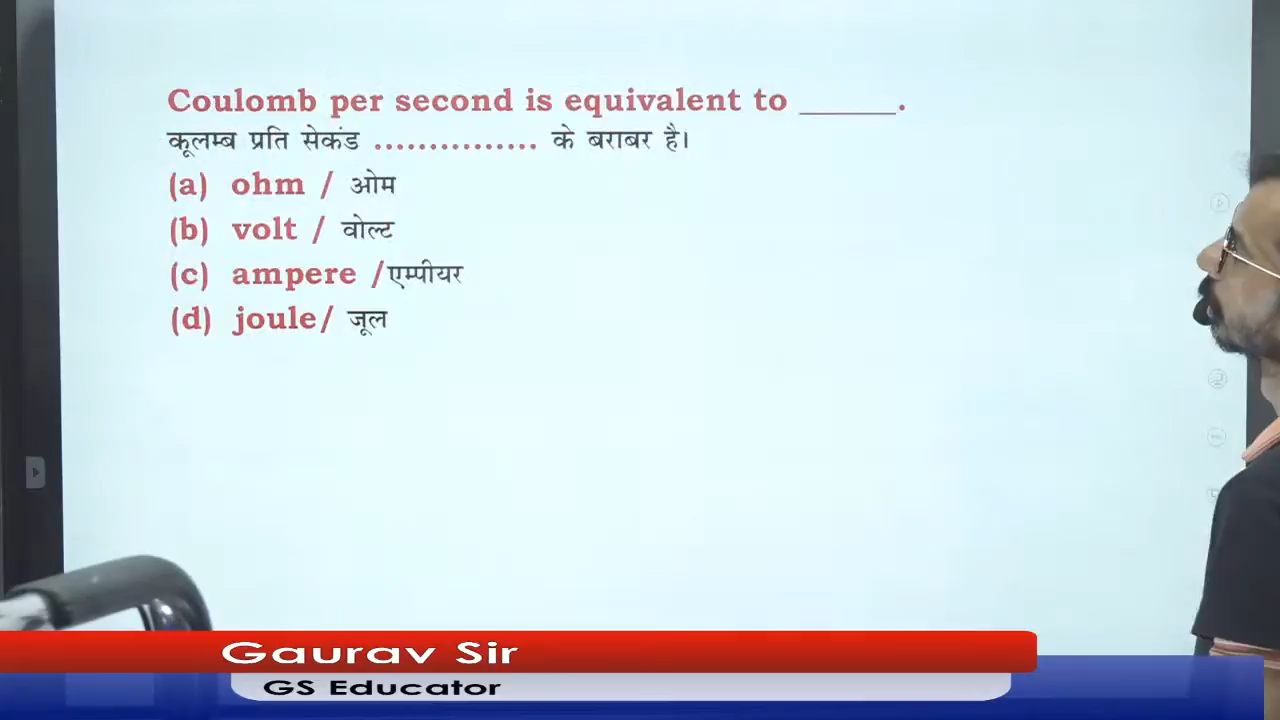 Coulomb per second is equivalent to ______.
कूलम्ब प्रति सेकंड ............... के बराबर है।
(a) ohm / ओम
(b) volt / वोल्ट
(c) ampere /एम्पीयर
(d) joule/ जूल
Gaurav Sir
GS Educator